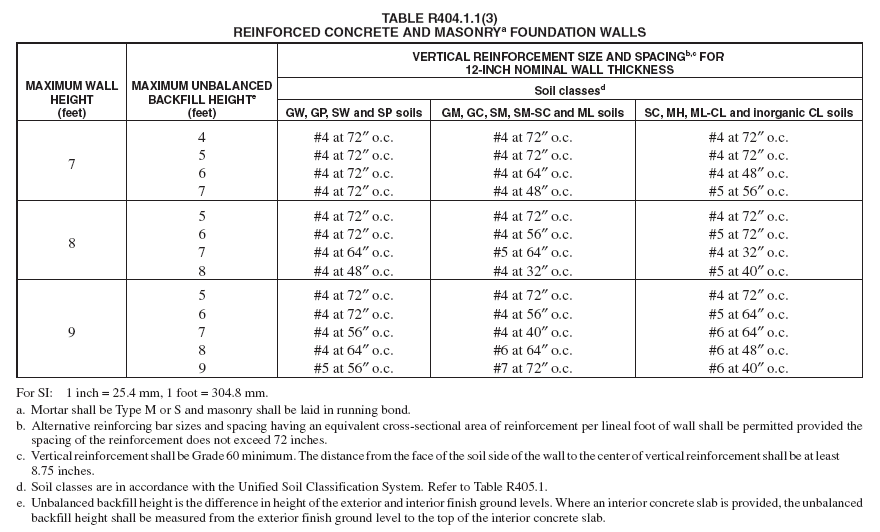 TABLE R404.1.1(3)
REINFORCED CONCRETE AND MASONRYa FOUNDATION WALLS
MAXIMUM WALL HEIGHT (feet)
MAXIMUM UNBALANCED BACKFILL HEIGHTe (feet)
VERTICAL REINFORCEMENT SIZE AND SPACINGb,c FOR
12-INCH NOMINAL WALL THICKNESS
Soil classesd
GW, GP, SW and SP soils GM, GC, SM, SM-SC and ML soils SC, MH, ML-CL and inorganic CL soils
7
4 #4 at 72″ o.c. #4 at 72″ o.c. #4 at 72″ o.c.
5 #4 at 72″ o.c. #4 at 72″ o.c. #4 at 72″ o.c.
6 #4 at 72″ o.c. #4 at 64″ o.c. #4 at 48″ o.c.
7 #4 at 72″ o.c. #4 at 48″ o.c. #5 at 56″ o.c.
8
5 #4 at 72″ o.c. #4 at 72″ o.c. #4 at 72″ o.c.
6 #4 at 72″ o.c. #4 at 56″ o.c. #5 at 72″ o.c.
7 #4 at 64″ o.c. #5 at 64″ o.c. #4 at 32″ o.c.
8 #4 at 48″ o.c. #4 at 32″ o.c. #5 at 40″ o.c.
9
5 #4 at 72″ o.c. #4 at 72″ o.c. #4 at 72″ o.c.
6 #4 at 72″ o.c. #4 at 56″ o.c. #5 at 64″ o.c.
7 #4 at 56″ o.c. #4 at 40″ o.c. #6 at 64″ o.c.
8 #4 at 64″ o.c. #6 at 64″ o.c. #6 at 48″ o.c.
9 #5 at 56″ o.c. #7 at 72″ o.c. #6 at 40″ o.c.
For SI: 1 inch = 25.4 mm, 1 foot = 304.8 mm.
a. Mortar shall be Type M or S and masonry shall be laid in running bond.
b. Alternative reinforcing bar sizes and spacing having an equivalent cross-sectional area of reinforcement per lineal foot of wall shall be permitted provided the
spacing of the reinforcement does not exceed 72 inches.
c. Vertical reinforcement shall be Grade 60 minimum. The distance from the face of the soil side of the wall to the center of vertical reinforcement shall be at least
8.75 inches.
d. Soil classes are in accordance with the Unified Soil Classification System. Refer to Table R405.1.
e. Unbalanced backfill height is the difference in height of the exterior and interior finish ground levels. Where an interior concrete slab is provided, the unbalanced
backfill height shall be measured from the exterior finish ground level to the top of the interior concrete slab.